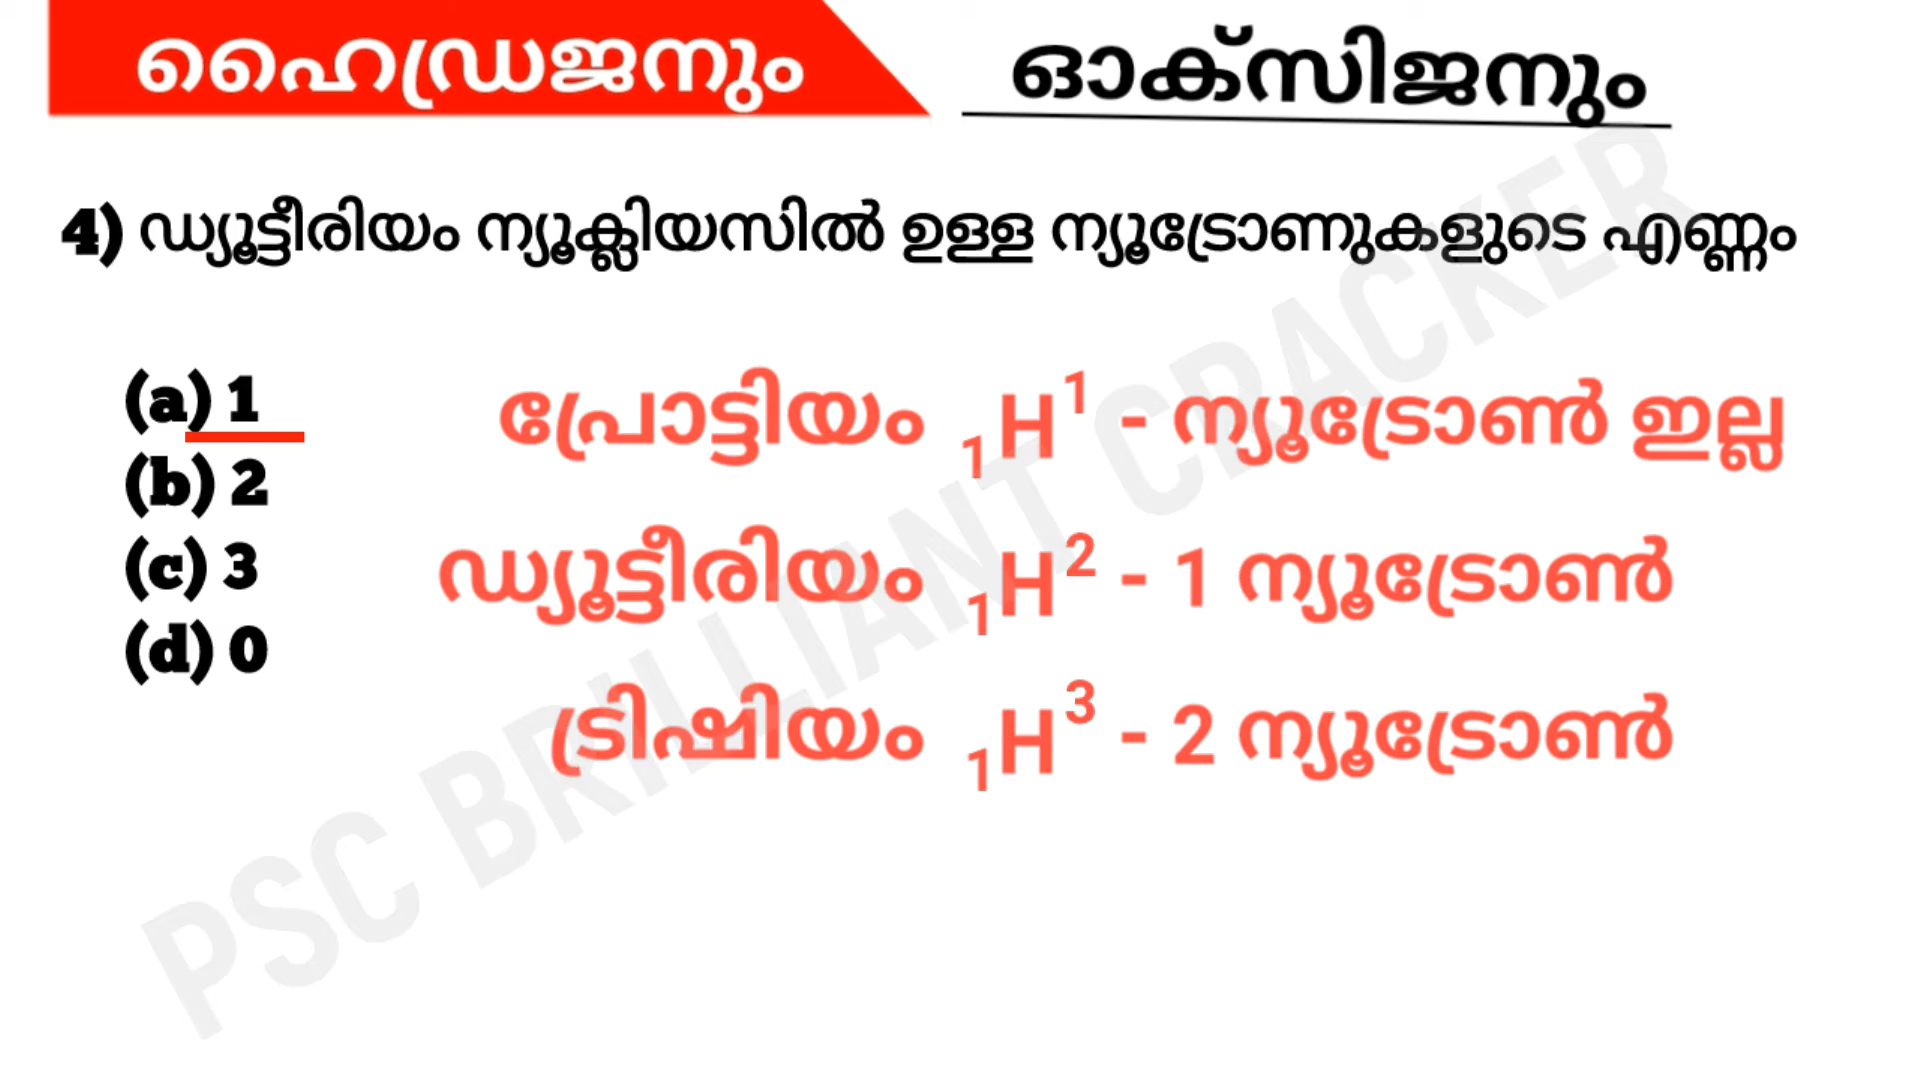 ഹൈഡ്രജനും ഓക്സിജനും
4) ഡ്യൂട്ടീരിയം ന്യൂക്ലിയസിൽ ഉള്ള ന്യൂട്രോണുകളുടെ എണ്ണം
(a) 1
(b) 2
(c) 3
(d) 0
പ്രോട്ടിയം ₁H¹ - ന്യൂട്രോൺ ഇല്ല
ഡ്യൂട്ടീരിയം ₁H² - 1 ന്യൂട്രോൺ
ട്രിഷിയം ₁H³ - 2 ന്യൂട്രോൺ
PSC BRILLIANT CRACKER